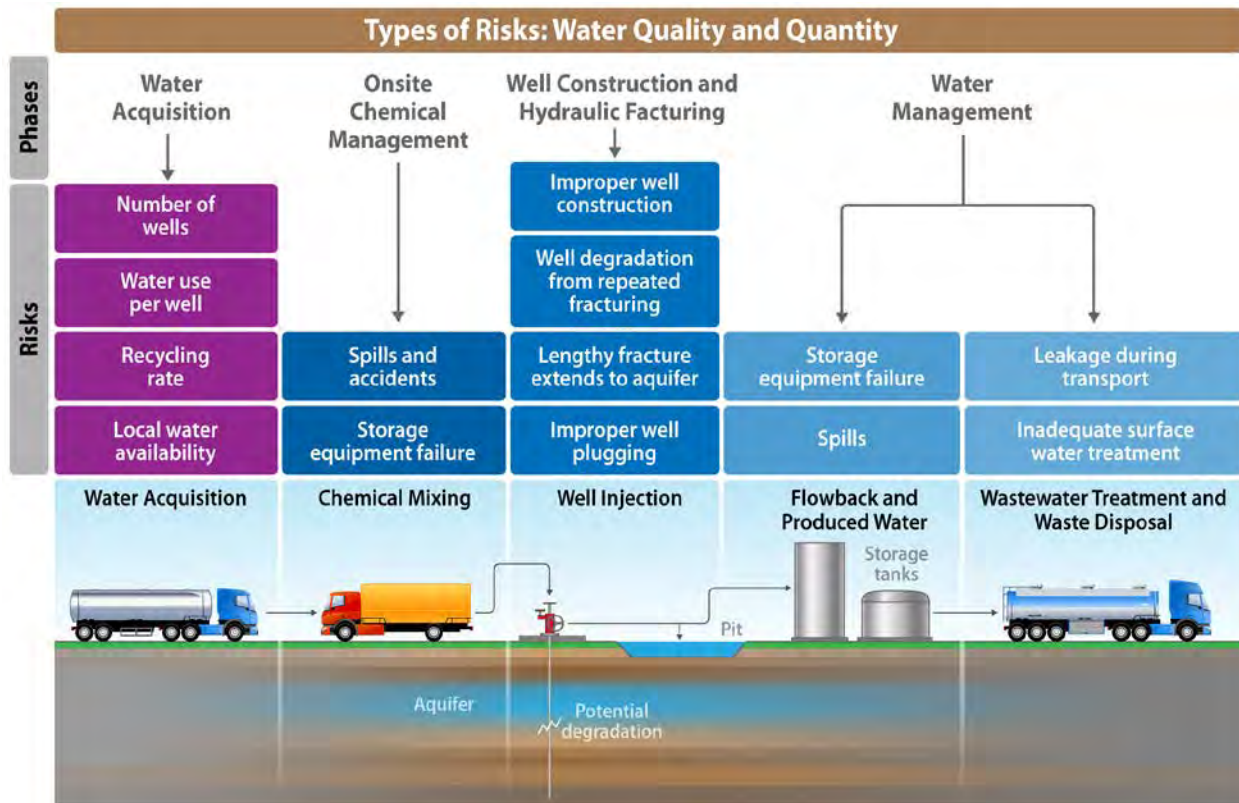 Types of Risks: Water Quality and Quantity
Phases
Water
Acquisition
Onsite
Chemical
Management
Well Construction and
Hydraulic Facturing
Water
Management
Risks
Number of
wells
Water use
per well
Recycling
rate
Local water
availability
Spills and
accidents
Storage
equipment failure
Improper well
construction
Well degradation
from repeated
fracturing
Lengthy fracture
extends to aquifer
Improper well
plugging
Storage
equipment failure
Spills
Leakage during
transport
Inadequate surface
water treatment
Water Acquisition
Chemical Mixing
Well Injection
Flowback and
Produced Water
Wastewater Treatment and
Waste Disposal
Storage
tanks
Pit
Aquifer
Potential
degradation